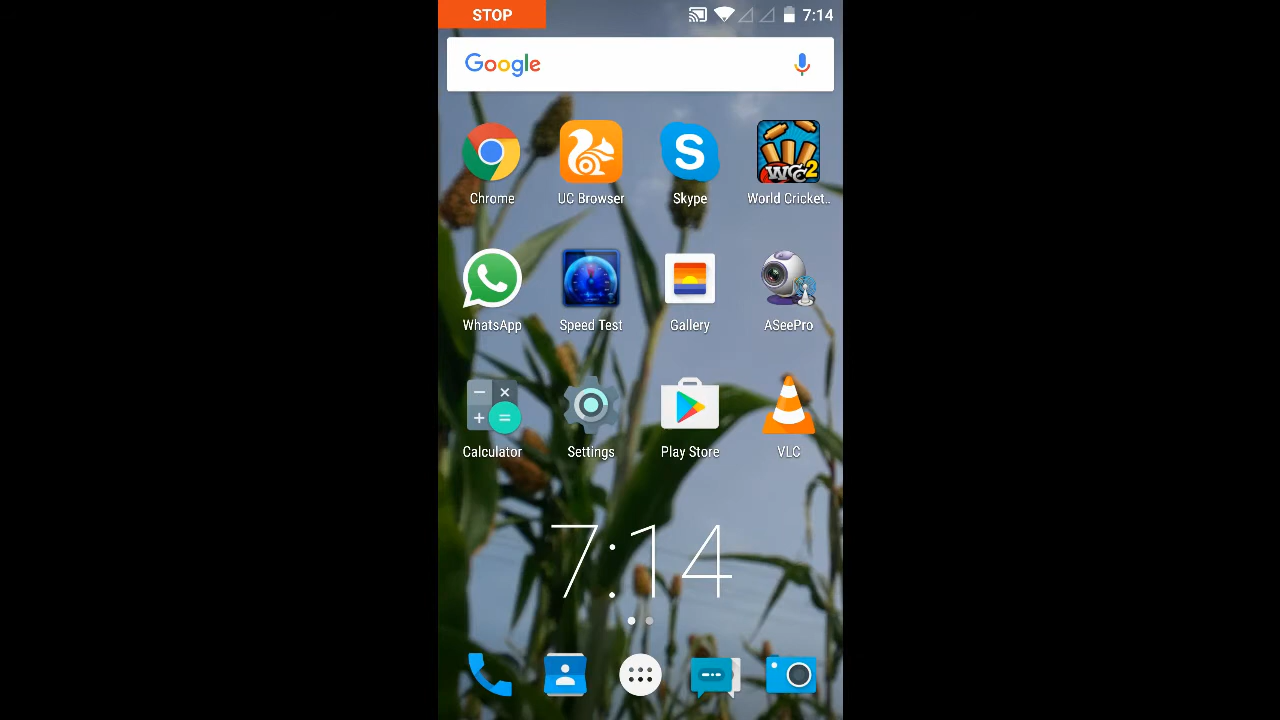 STOP
7:14
Google
Chrome
UC Browser
Skype
WCC2
World Cricket..
WhatsApp
Speed Test
Gallery
ASeePro
Calculator
Settings
Play Store
VLC
7:14